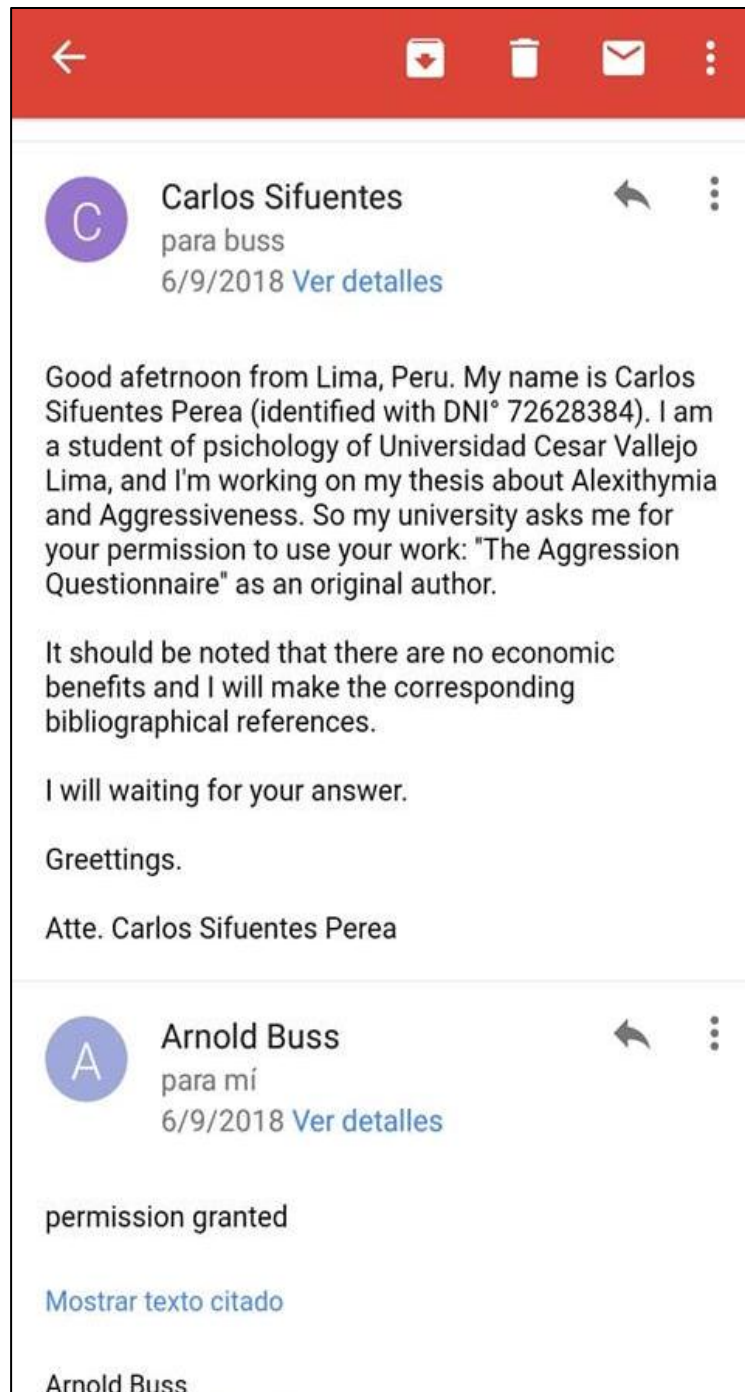 C
Carlos Sifuentes
para buss
6/9/2018 Ver detalles
Good afetrnoon from Lima, Peru. My name is Carlos
Sifuentes Perea (identified with DNI° 72628384). I am
a student of psichology of Universidad Cesar Vallejo
Lima, and I'm working on my thesis about Alexithymia
and Aggressiveness. So my university asks me for
your permission to use your work: "The Aggression
Questionnaire" as an original author.
It should be noted that there are no economic
benefits and I will make the corresponding
bibliographical references.
I will waiting for your answer.
Greettings.
Atte. Carlos Sifuentes Perea
A
Arnold Buss
para mí
6/9/2018 Ver detalles
permission granted
Mostrar texto citado
Arnold Buss